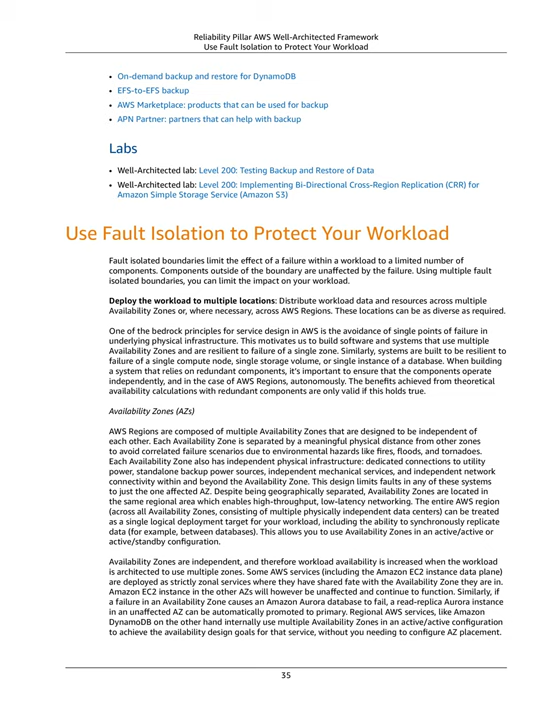 Reliability Pillar AWS Well-Architected Framework
Use Fault Isolation to Protect Your Workload
• On-demand backup and restore for DynamoDB
• EFS-to-EFS backup
• AWS Marketplace: products that can be used for backup
• APN Partner: partners that can help with backup
Labs
• Well-Architected lab: Level 200: Testing Backup and Restore of Data
• Well-Architected lab: Level 200: Implementing Bi-Directional Cross-Region Replication (CRR) for
Amazon Simple Storage Service (Amazon S3)
Use Fault Isolation to Protect Your Workload
Fault isolated boundaries limit the effect of a failure within a workload to a limited number of
components. Components outside of the boundary are unaffected by the failure. Using multiple fault
isolated boundaries, you can limit the impact on your workload.
Deploy the workload to multiple locations: Distribute workload data and resources across multiple
Availability Zones or, where necessary, across AWS Regions. These locations can be as diverse as required.
One of the bedrock principles for service design in AWS is the avoidance of single points of failure in
underlying physical infrastructure. This motivates us to build software and systems that use multiple
Availability Zones and are resilient to failure of a single zone. Similarly, systems are built to be resilient to
failure of a single compute node, single storage volume, or single instance of a database. When building
a system that relies on redundant components, it's important to ensure that the components operate
independently, and in the case of AWS Regions, autonomously. The benefits achieved from theoretical
availability calculations with redundant components are only valid if this holds true.
Availability Zones (AZs)
AWS Regions are composed of multiple Availability Zones that are designed to be independent of
each other. Each Availability Zone is separated by a meaningful physical distance from other zones
to avoid correlated failure scenarios due to environmental hazards like fires, floods, and tornadoes.
Each Availability Zone also has independent physical infrastructure: dedicated connections to utility
power, standalone backup power sources, independent mechanical services, and independent network
connectivity within and beyond the Availability Zone. This design limits faults in any of these systems
to just the one affected AZ. Despite being geographically separated, Availability Zones are located in
the same regional area which enables high-throughput, low-latency networking. The entire AWS region
(across all Availability Zones, consisting of multiple physically independent data centers) can be treated
as a single logical deployment target for your workload, including the ability to synchronously replicate
data (for example, between databases). This allows you to use Availability Zones in an active/active or
active/standby configuration.
Availability Zones are independent, and therefore workload availability is increased when the workload
is architected to use multiple zones. Some AWS services (including the Amazon EC2 instance data plane)
are deployed as strictly zonal services where they have shared fate with the Availability Zone they are in.
Amazon EC2 instance in the other AZs will however be unaffected and continue to function. Similarly, if
a failure in an Availability Zone causes an Amazon Aurora database to fail, a read-replica Aurora instance
in an unaffected AZ can be automatically promoted to primary. Regional AWS services, like Amazon
DynamoDB on the other hand internally use multiple Availability Zones in an active/active configuration
to achieve the availability design goals for that service, without you needing to configure AZ placement.
35